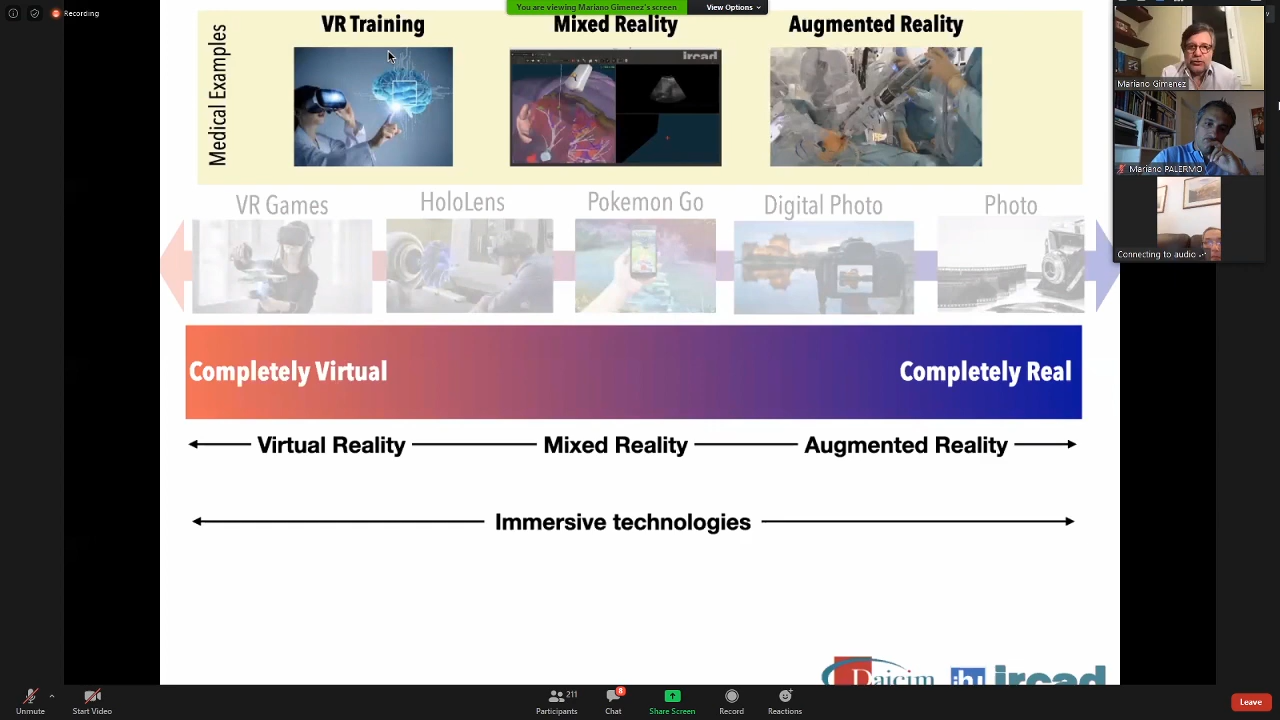 Recording
You are viewing Mariano Gimenez's screen
View Options
Medical Examples
VR Training
Mixed Reality
Augmented Reality
ircad
VR Games
HoloLens
Pokemon Go
Digital Photo
Photo
Completely Virtual
Completely Real
Virtual Reality
Mixed Reality
Augmented Reality
Immersive technologies
Daicim
ihu
ircad
Mariano Gimenez
Mariano PALERMO
Connecting to audio
Unmute
Start Video
211
Participants
8
Chat
Share Screen
Record
Reactions
Leave